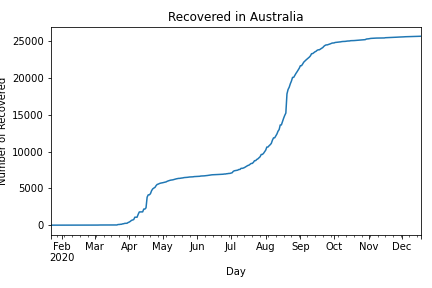 Recovered in Australia
Number of Recovered
25000
20000
15000
10000
5000
0
Feb Mar Apr May Jun Jul Aug Sep Oct Nov Dec
2020
Day